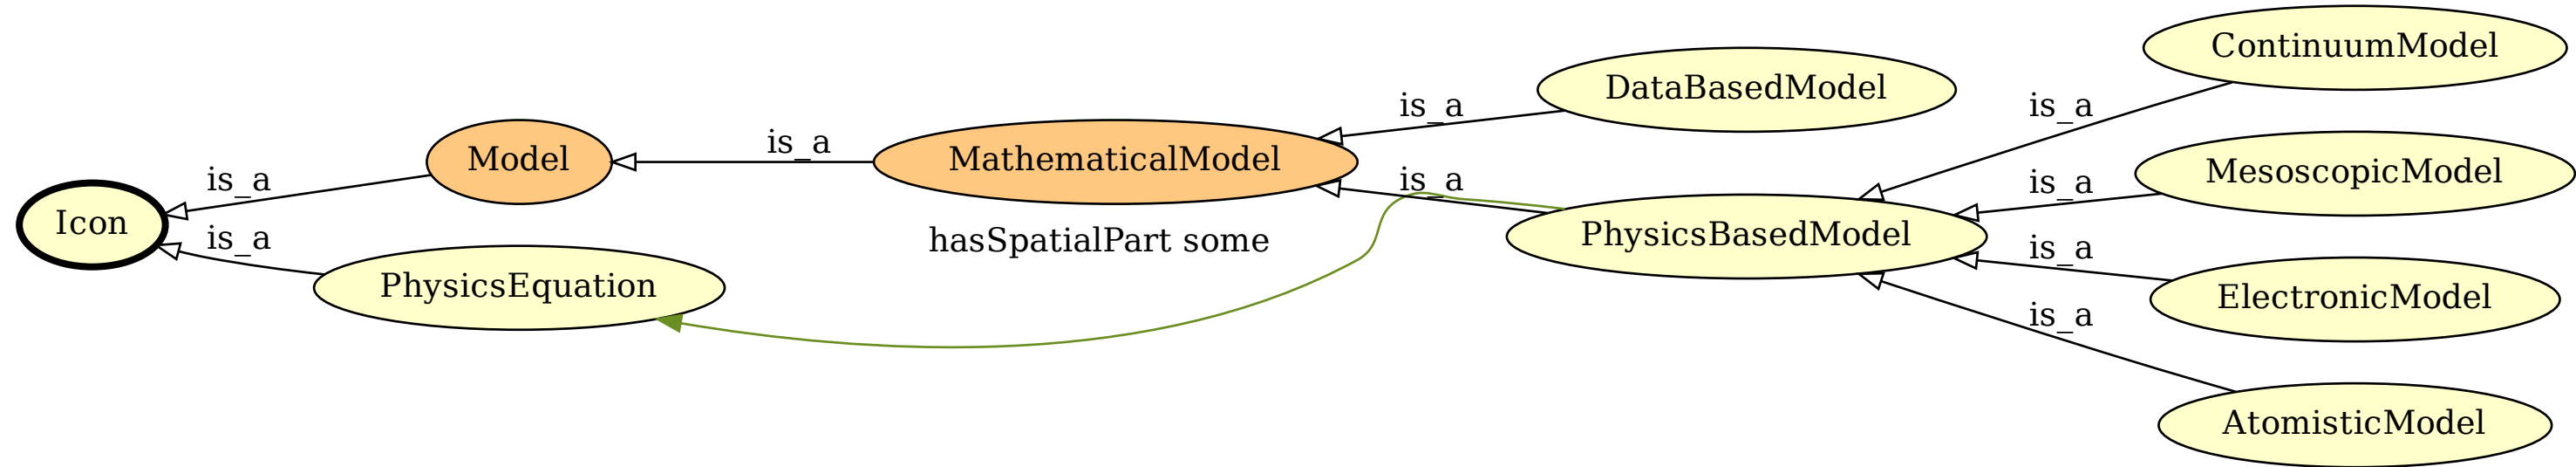 Icon
is_a
is_a
Model
PhysicsEquation
is_a
hasSpatialPart some
MathematicalModel
is_a
is_a
DataBasedModel
PhysicsBasedModel
is_a
is_a
is_a
is_a
ContinuumModel
MesoscopicModel
ElectronicModel
AtomisticModel